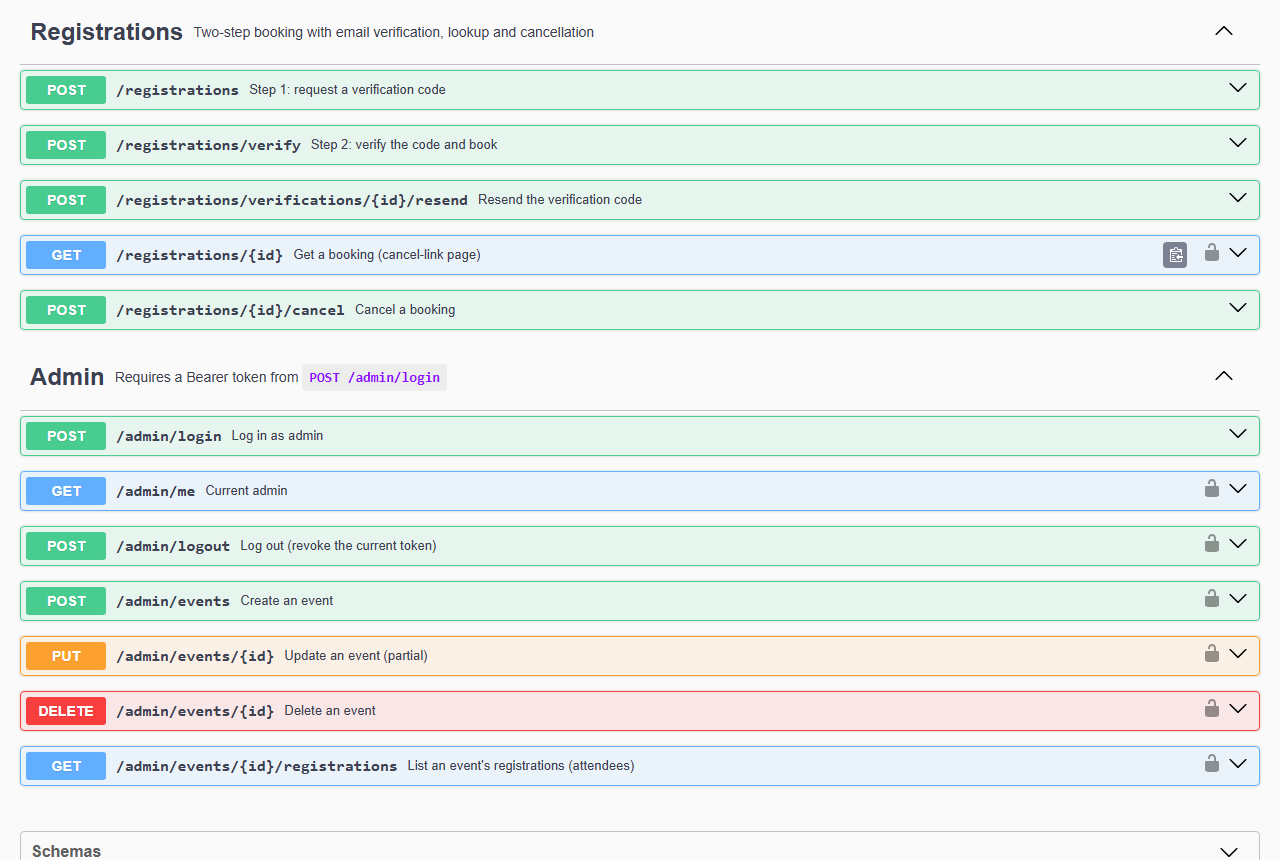 Registrations Two-step booking with email verification, lookup and cancellation
POST /registrations Step 1: request a verification code
POST /registrations/verify Step 2: verify the code and book
POST /registrations/verifications/{id}/resend Resend the verification code
GET /registrations/{id} Get a booking (cancel-link page)
POST /registrations/{id}/cancel Cancel a booking
Admin Requires a Bearer token from POST /admin/login
POST /admin/login Log in as admin
GET /admin/me Current admin
POST /admin/logout Log out (revoke the current token)
POST /admin/events Create an event
PUT /admin/events/{id} Update an event (partial)
DELETE /admin/events/{id} Delete an event
GET /admin/events/{id}/registrations List an event's registrations (attendees)
Schemas